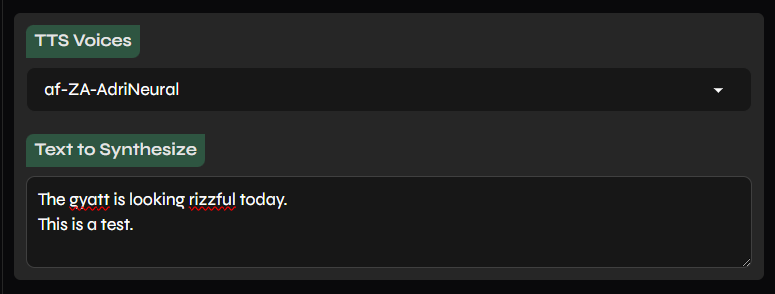 TTS Voices
af-ZA-AdriNeural
Text to Synthesize
The gyatt is looking rizzful today.
This is a test.